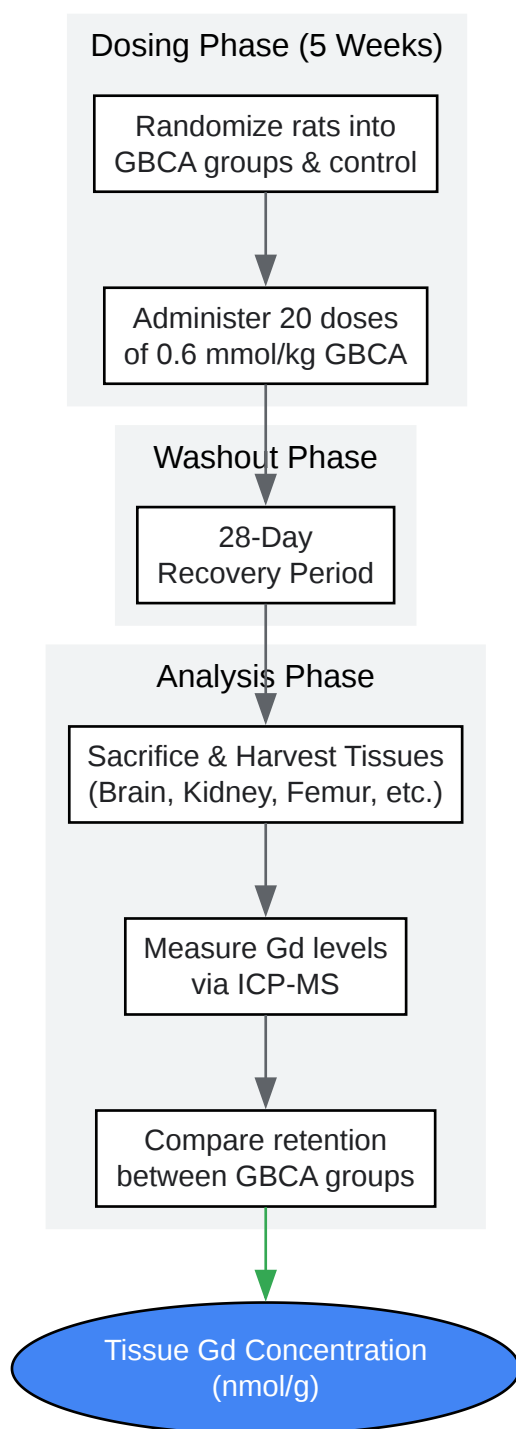 Dosing Phase (5 Weeks)
Randomize rats into
GBCA groups & control
Administer 20 doses
of 0.6 mmol/kg GBCA
Washout Phase
28-Day
Recovery Period
Analysis Phase
Sacrifice & Harvest Tissues
(Brain, Kidney, Femur, etc.)
Measure Gd levels
via ICP-MS
Compare retention
between GBCA groups
Tissue Gd Concentration
(nmol/g)